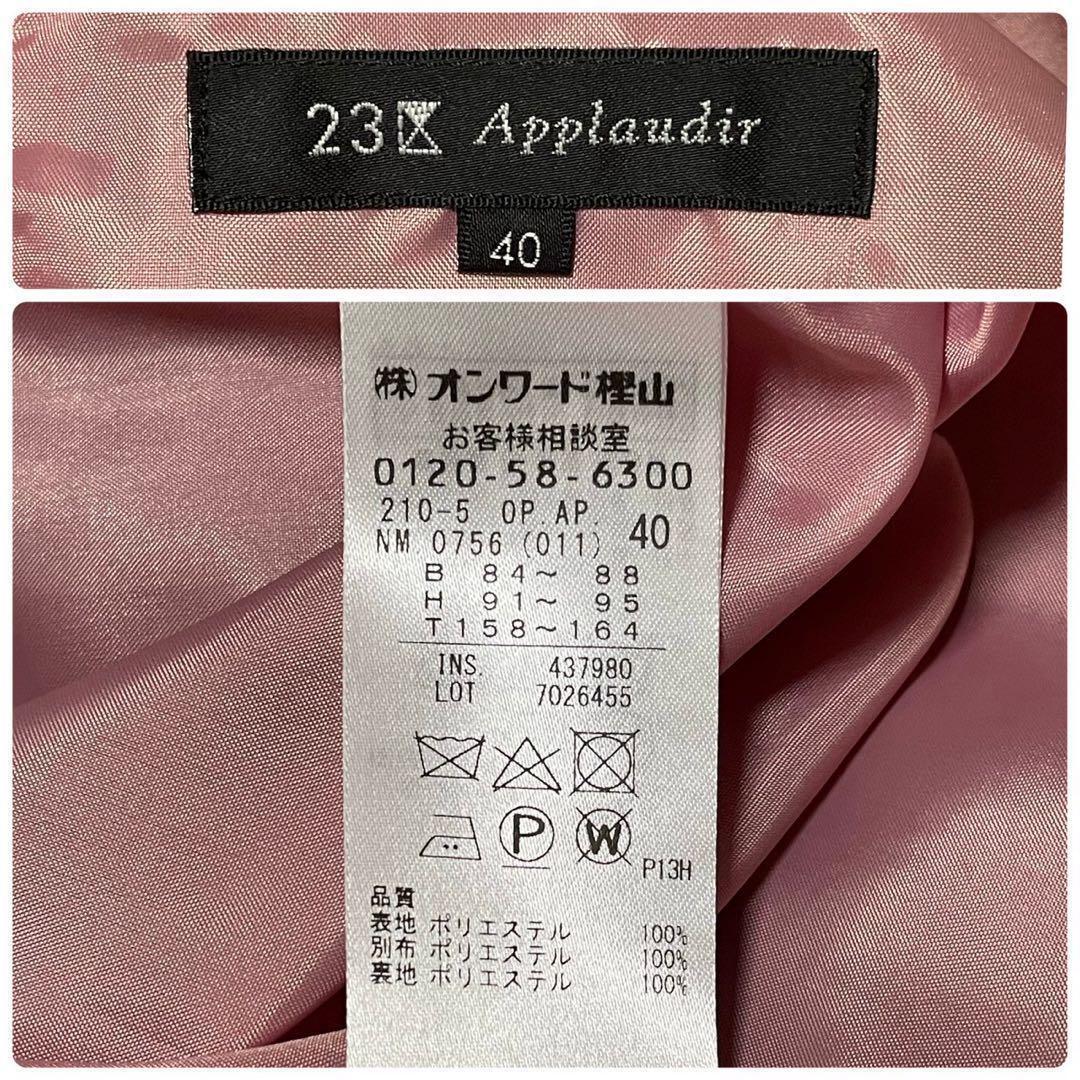 23区 Applaudir
40
(株)オンワード樫山
お客様相談室
0120-58-6300
210-5 OP.AP. 40
NM 0756 (011)
B 84～ 88
H 91～ 95
T158～164
INS. 437980
LOT 7026455
P W
P13H
品質
表地 ポリエステル 100%
別布 ポリエステル 100%
裏地 ポリエステル 100%